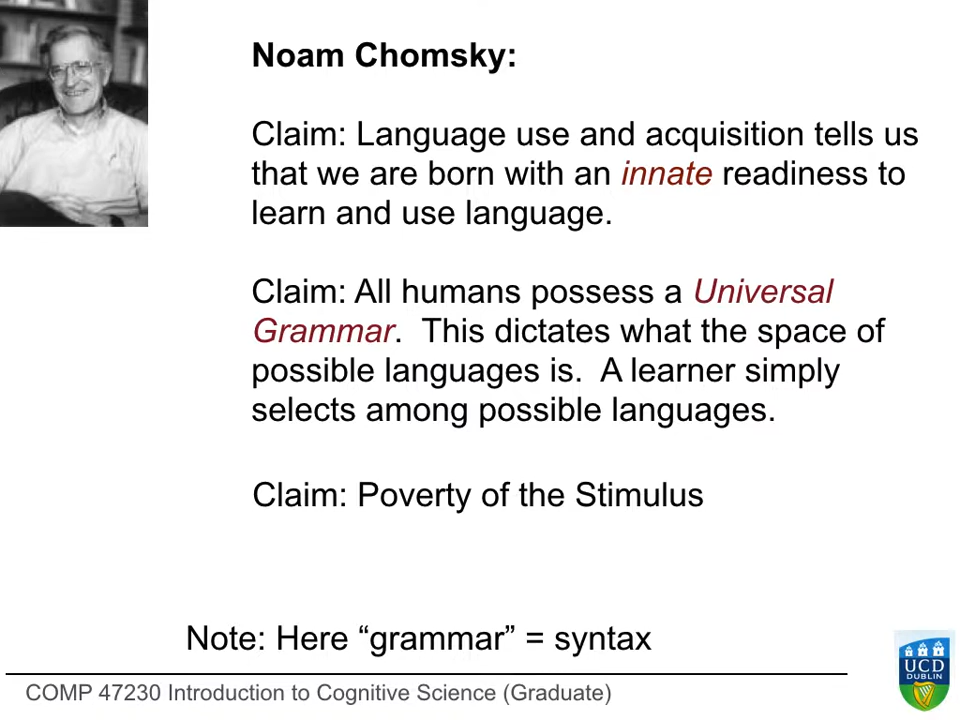 Noam Chomsky:
Claim: Language use and acquisition tells us
that we are born with an innate readiness to
learn and use language.
Claim: All humans possess a Universal
Grammar.  This dictates what the space of
possible languages is.  A learner simply
selects among possible languages.
Claim: Poverty of the Stimulus
Note: Here “grammar” = syntax
COMP 47230 Introduction to Cognitive Science (Graduate)
UCD
DUBLIN